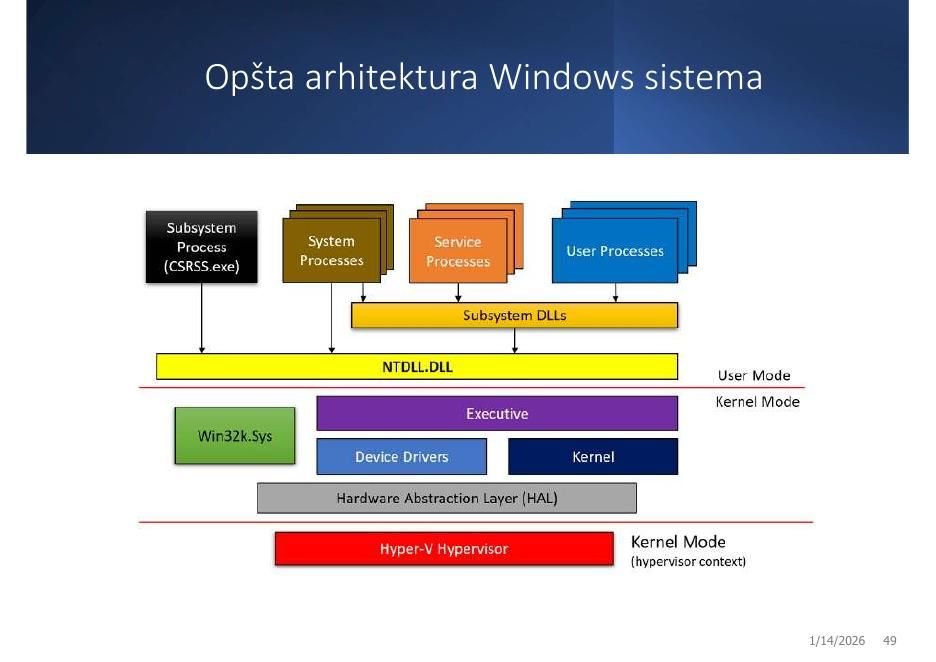 Opšta arhitektura Windows sistema
Subsystem
Process
(CSRSS.exe)
System
Processes
Service
Processes
User Processes
Subsystem DLLs
NTDLL.DLL
User Mode
Kernel Mode
Executive
Win32k.Sys
Device Drivers
Kernel
Hardware Abstraction Layer (HAL)
Hyper-V Hypervisor
Kernel Mode
(hypervisor context)
1/14/2026 49